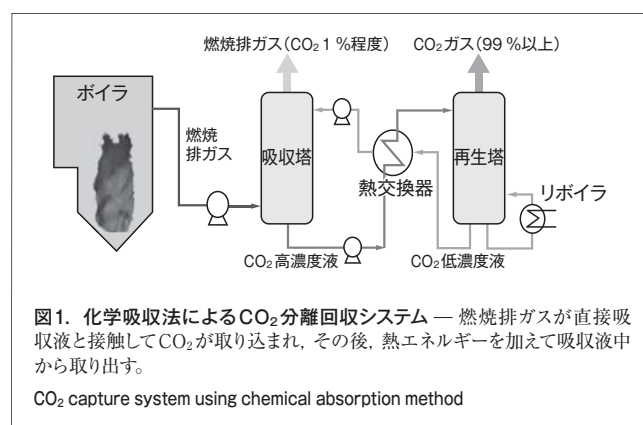 燃焼排ガス(CO₂ 1 %程度)
CO₂ガス(99 %以上)
ボイラ
燃焼
排ガス
吸収塔
熱交換器
再生塔
リボイラ
CO₂高濃度液
CO₂低濃度液
図1. 化学吸収法によるCO₂分離回収システム — 燃焼排ガスが直接吸
収液と接触してCO₂が取り込まれ,その後,熱エネルギーを加えて吸収液中
から取り出す。
CO₂ capture system using chemical absorption method